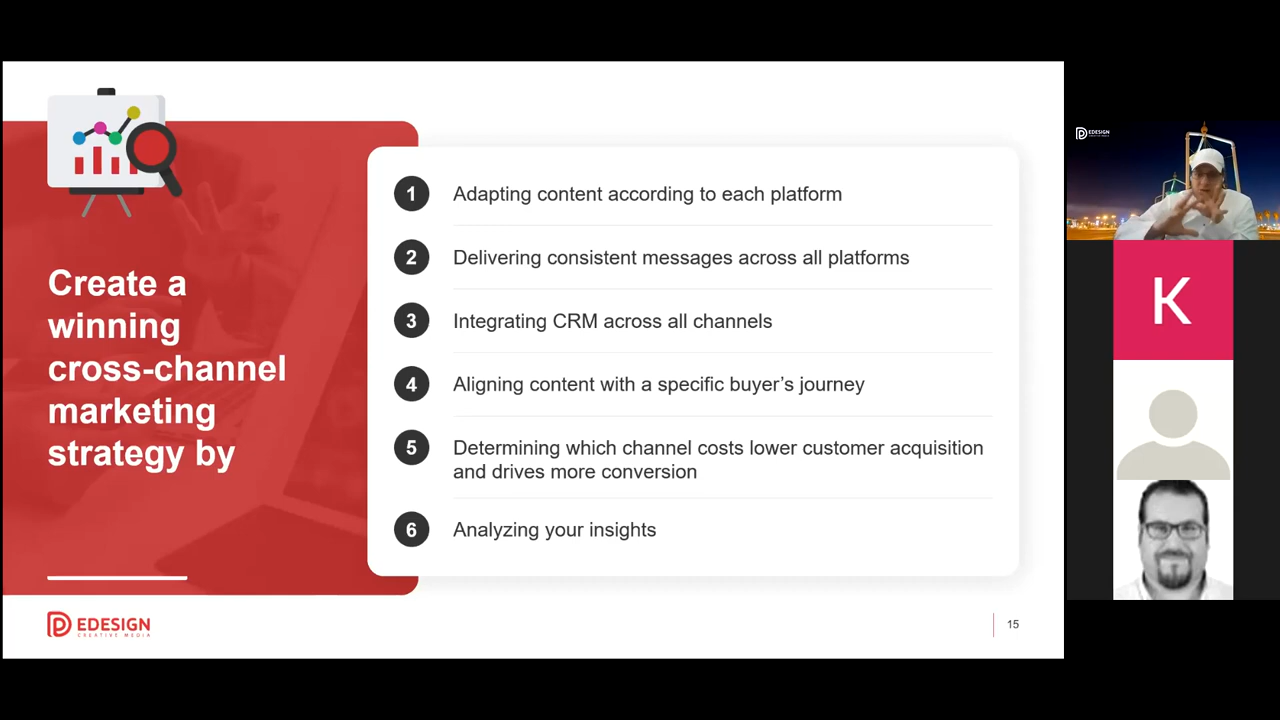 Create a
winning
cross-channel
marketing
strategy by
1 Adapting content according to each platform
2 Delivering consistent messages across all platforms
3 Integrating CRM across all channels
4 Aligning content with a specific buyer’s journey
5 Determining which channel costs lower customer acquisition
and drives more conversion
6 Analyzing your insights
EDESIGN
CREATIVE MEDIA
15
EDESIGN
K